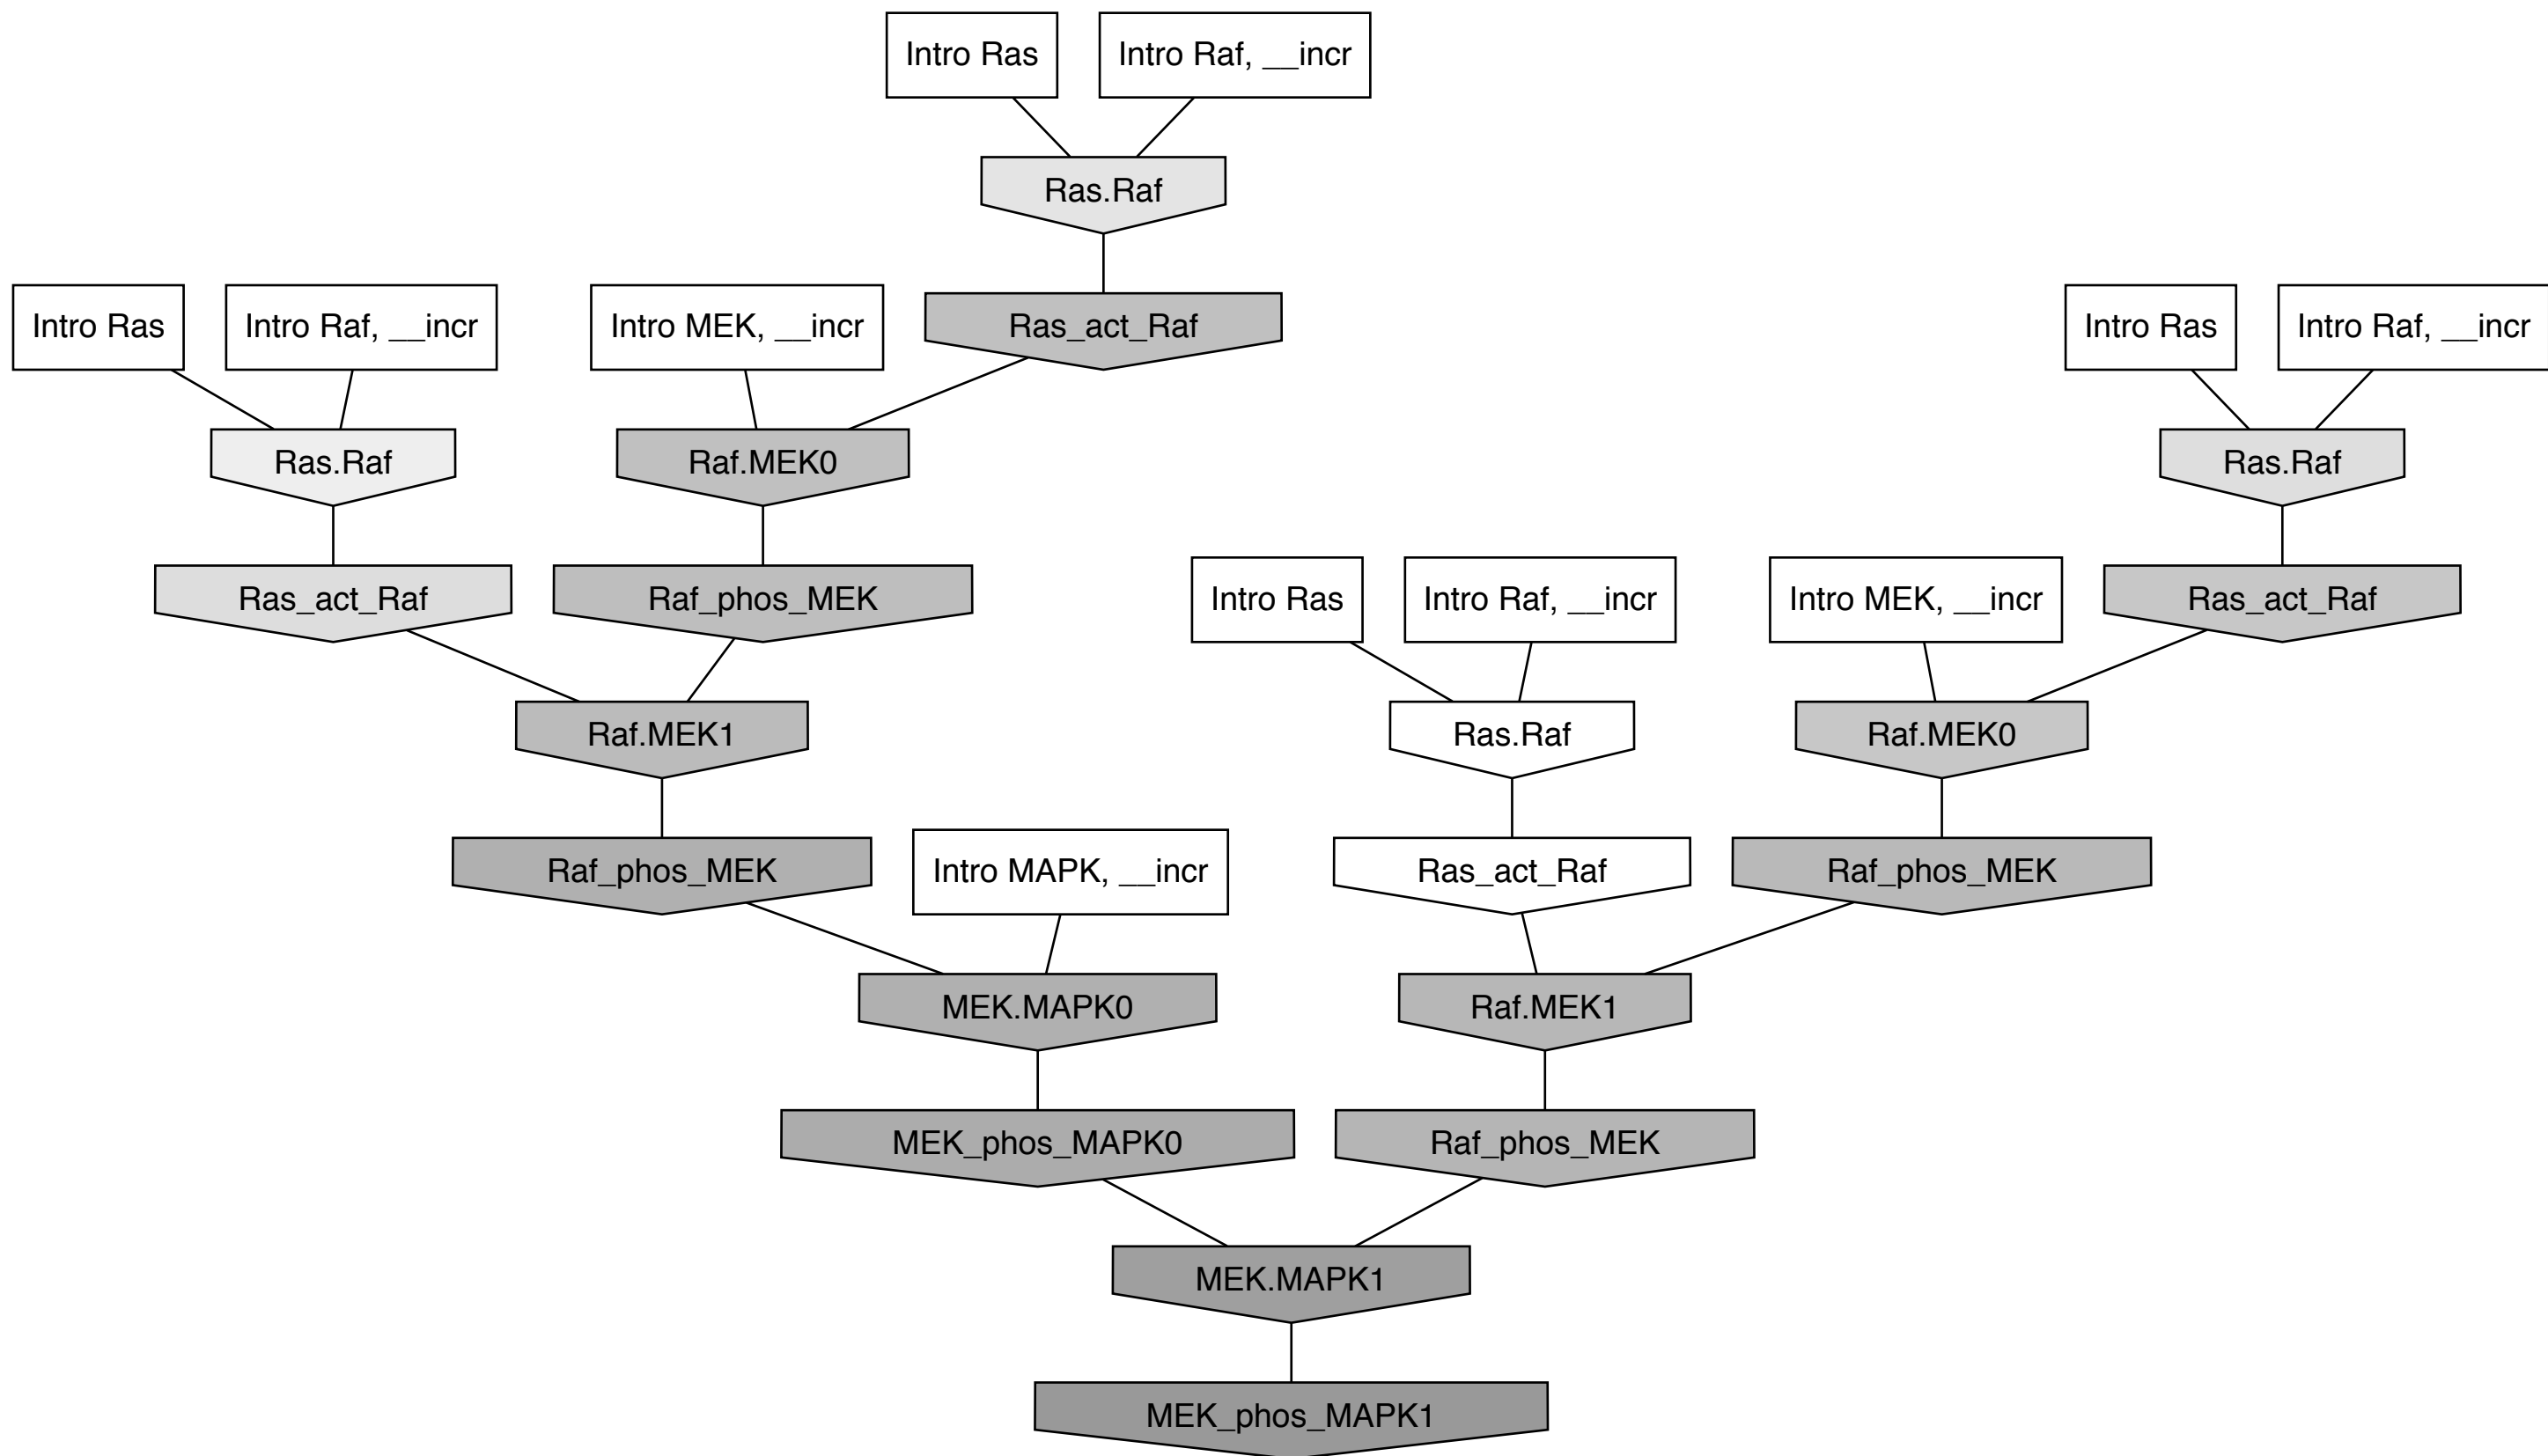 Intro Ras
Intro Raf, __incr
Ras.Raf
Intro Ras
Intro Raf, __incr
Intro MEK, __incr
Ras_act_Raf
Intro Ras
Intro Raf, __incr
Ras.Raf
Raf.MEK0
Ras.Raf
Ras_act_Raf
Raf_phos_MEK
Intro Ras
Intro Raf, __incr
Intro MEK, __incr
Ras_act_Raf
Raf.MEK1
Ras.Raf
Raf.MEK0
Raf_phos_MEK
Intro MAPK, __incr
Ras_act_Raf
Raf_phos_MEK
MEK.MAPK0
Raf.MEK1
MEK_phos_MAPK0
Raf_phos_MEK
MEK.MAPK1
MEK_phos_MAPK1